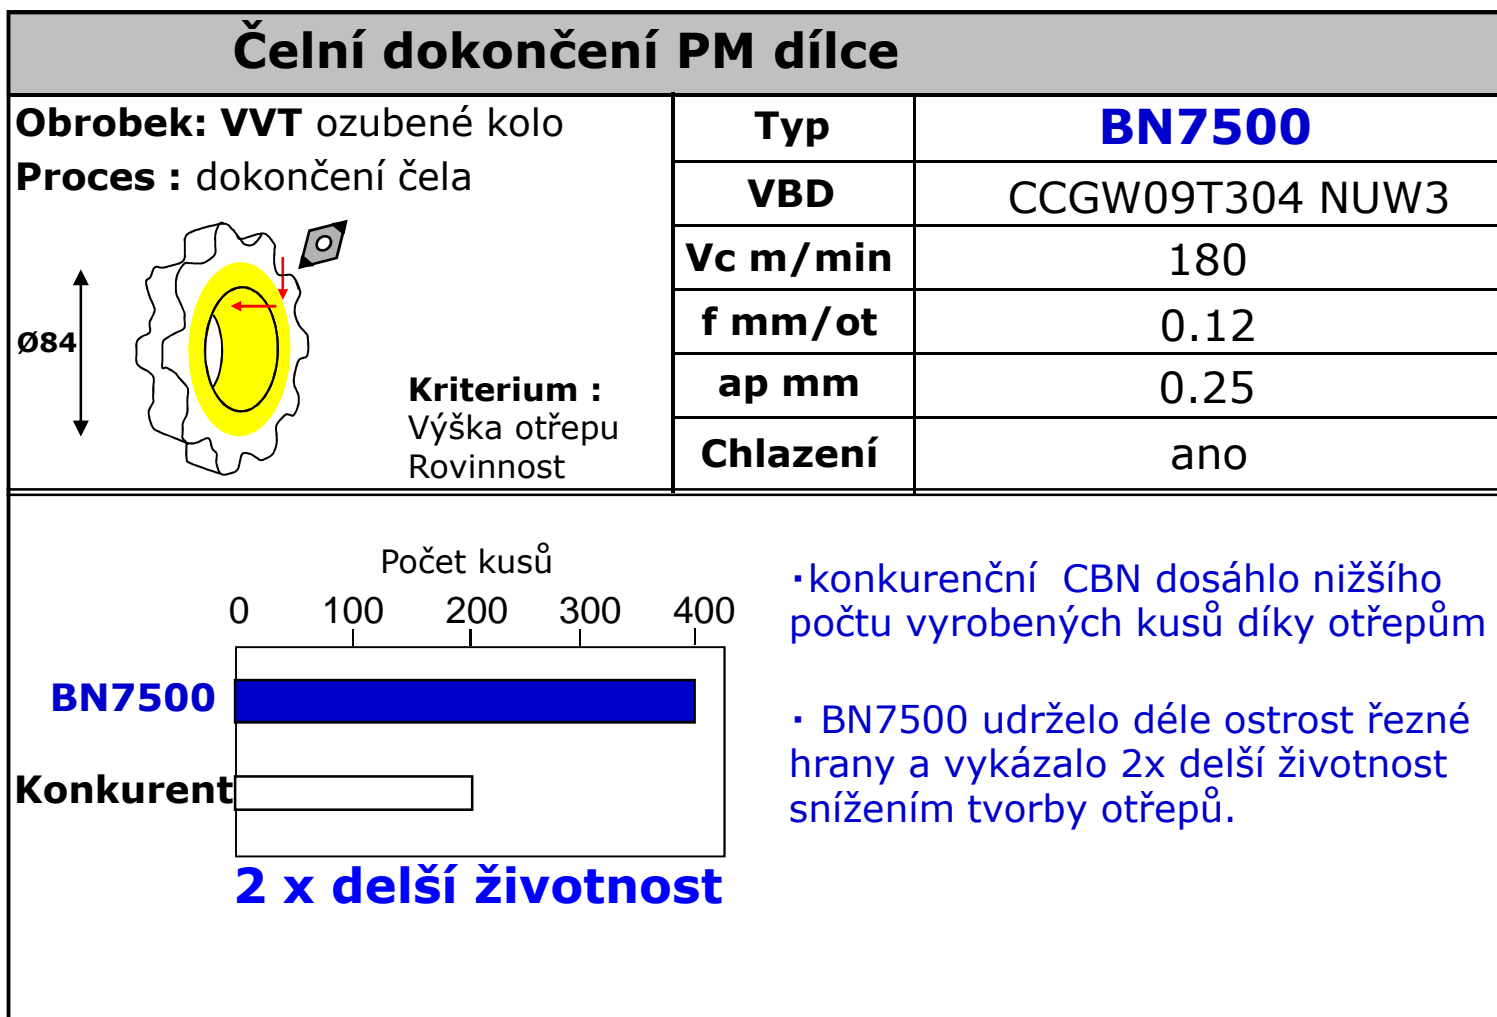 Čelní dokončení PM dílce
Obrobek: VVT ozubené kolo
Proces : dokončení čela
Ø84
Kriterium :
Výška otřepu
Rovinnost
Typ BN7500
VBD CCGW09T304 NUW3
Vc m/min 180
f mm/ot 0.12
ap mm 0.25
Chlazení ano
Počet kusů
0 100 200 300 400
BN7500
Konkurent
2 x delší životnost
·konkurenční CBN dosáhlo nižšího
počtu vyrobených kusů díky otřepům
· BN7500 udrželo déle ostrost řezné
hrany a vykázalo 2x delší životnost
snížením tvorby otřepů.